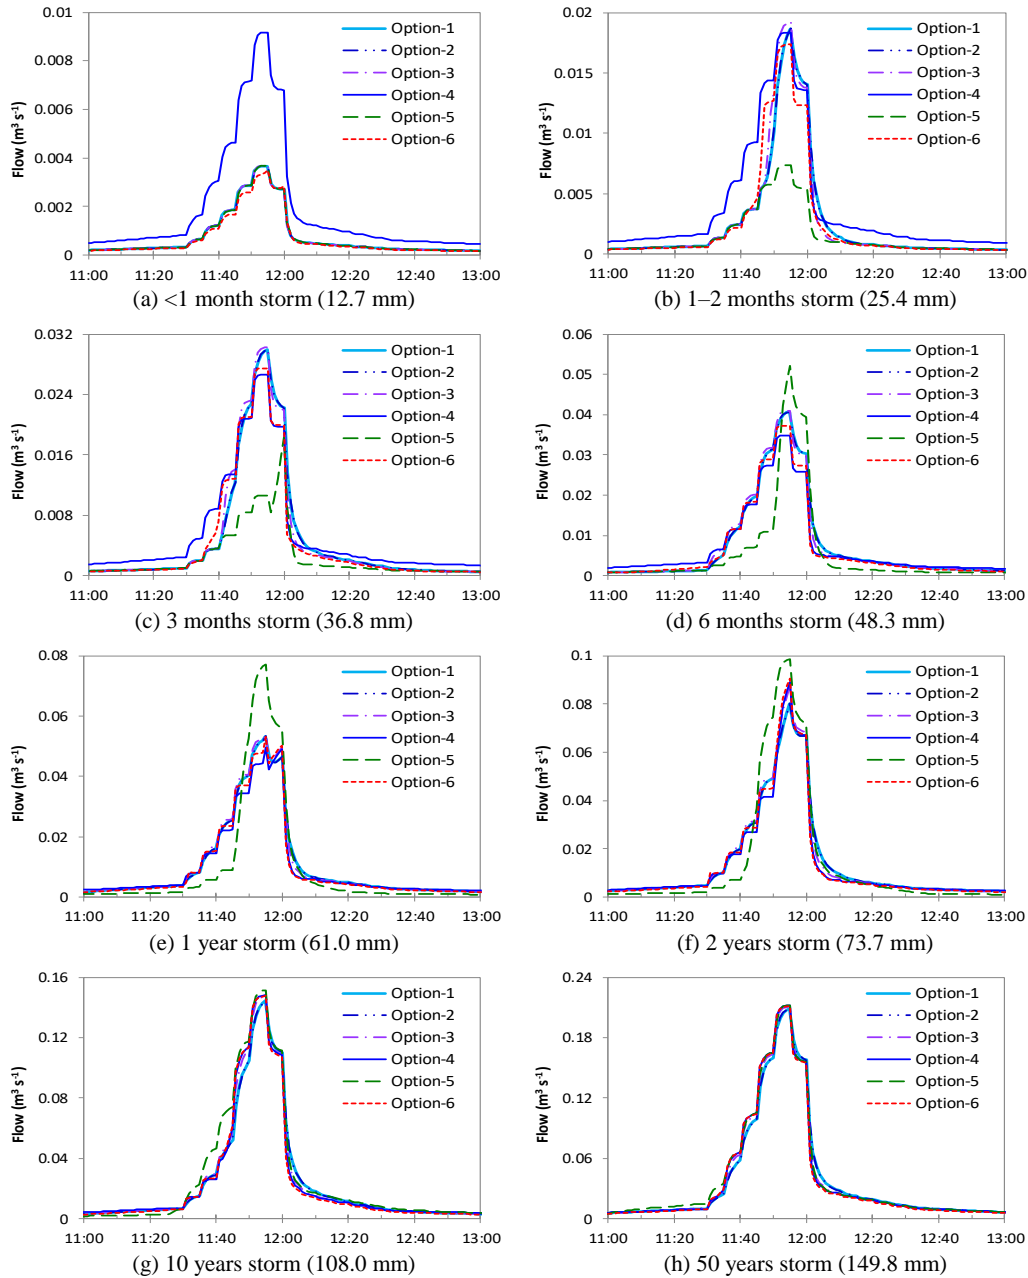 0.01
0.008
0.006
0.004
0.002
0
Flow (m³ s⁻¹)
Option-1
Option-2
Option-3
Option-4
Option-5
Option-6
11:00 11:20 11:40 12:00 12:20 12:40 13:00
(a) <1 month storm (12.7 mm)
0.02
0.015
0.01
0.005
0
Flow (m³ s⁻¹)
Option-1
Option-2
Option-3
Option-4
Option-5
Option-6
11:00 11:20 11:40 12:00 12:20 12:40 13:00
(b) 1–2 months storm (25.4 mm)
0.032
0.024
0.016
0.008
0
Flow (m³ s⁻¹)
Option-1
Option-2
Option-3
Option-4
Option-5
Option-6
11:00 11:20 11:40 12:00 12:20 12:40 13:00
(c) 3 months storm (36.8 mm)
0.06
0.05
0.04
0.03
0.02
0.01
0
Flow (m³ s⁻¹)
Option-1
Option-2
Option-3
Option-4
Option-5
Option-6
11:00 11:20 11:40 12:00 12:20 12:40 13:00
(d) 6 months storm (48.3 mm)
0.08
0.06
0.04
0.02
0
Flow (m³ s⁻¹)
Option-1
Option-2
Option-3
Option-4
Option-5
Option-6
11:00 11:20 11:40 12:00 12:20 12:40 13:00
(e) 1 year storm (61.0 mm)
0.1
0.08
0.06
0.04
0.02
0
Flow (m³ s⁻¹)
Option-1
Option-2
Option-3
Option-4
Option-5
Option-6
11:00 11:20 11:40 12:00 12:20 12:40 13:00
(f) 2 years storm (73.7 mm)
0.16
0.12
0.08
0.04
0
Flow (m³ s⁻¹)
Option-1
Option-2
Option-3
Option-4
Option-5
Option-6
11:00 11:20 11:40 12:00 12:20 12:40 13:00
(g) 10 years storm (108.0 mm)
0.24
0.18
0.12
0.06
0
Flow (m³ s⁻¹)
Option-1
Option-2
Option-3
Option-4
Option-5
Option-6
11:00 11:20 11:40 12:00 12:20 12:40 13:00
(h) 50 years storm (149.8 mm)